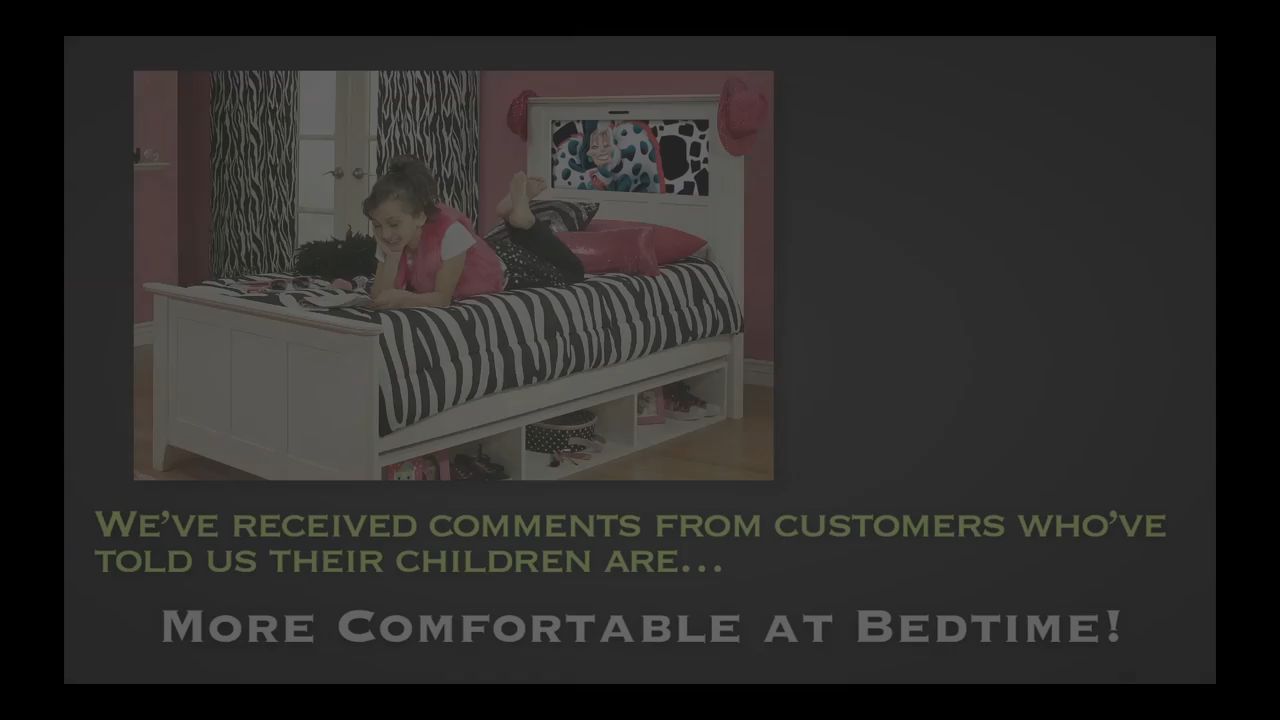 We've received comments from customers who've
told us their children are...
More Comfortable at Bedtime!